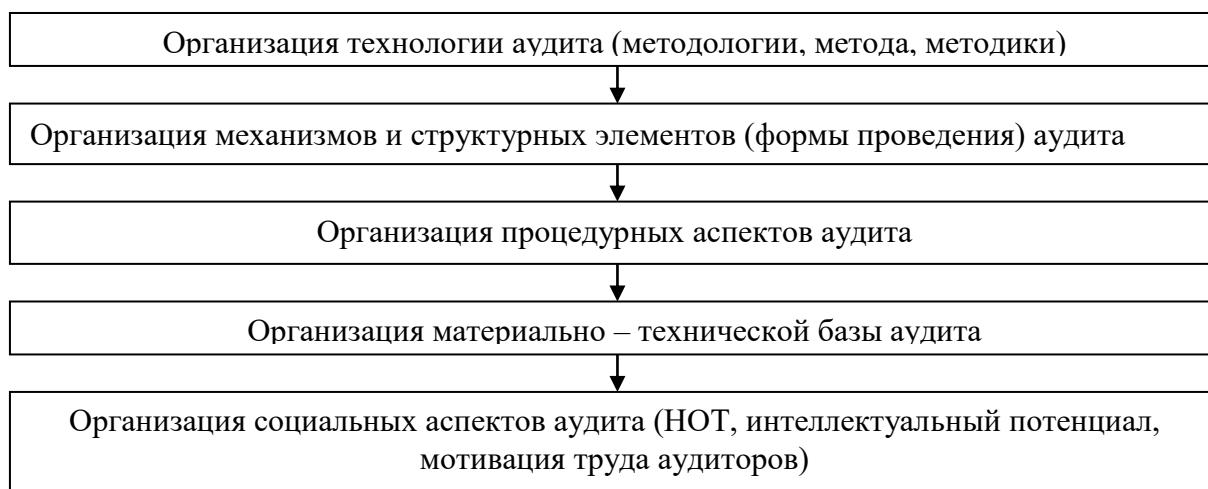 Организация технологии аудита (методологии, метода, методики)
Организация механизмов и структурных элементов (формы проведения) аудита
Организация процедурных аспектов аудита
Организация материально – технической базы аудита
Организация социальных аспектов аудита (НОТ, интеллектуальный потенциал,
мотивация труда аудиторов)